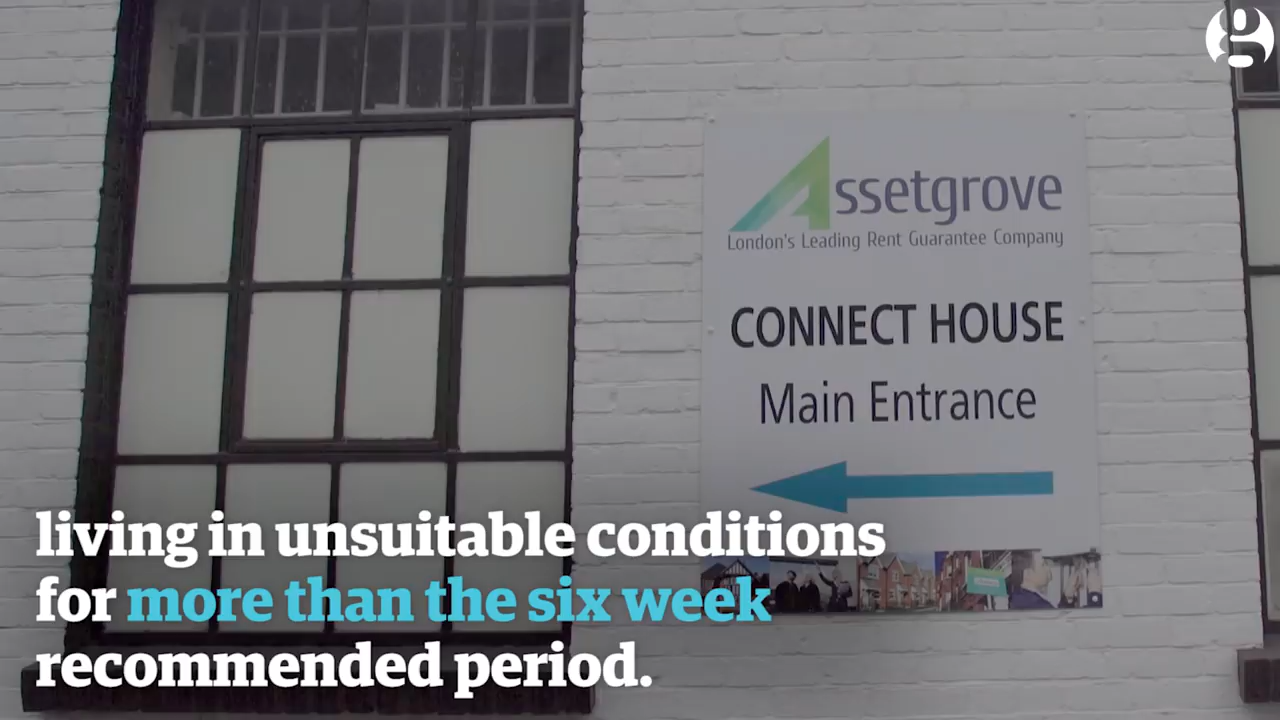 Assetgrove
London's Leading Rent Guarantee Company
CONNECT HOUSE
Main Entrance
living in unsuitable conditions
for more than the six week
recommended period.